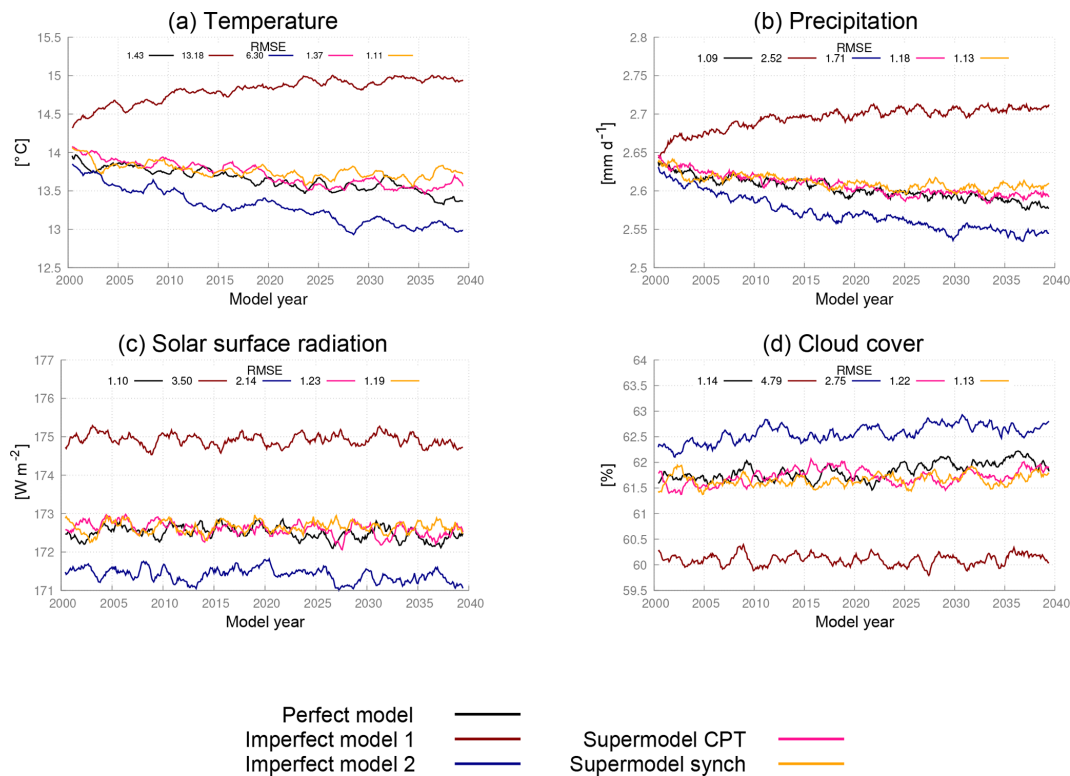 (a) Temperature
RMSE
1.43 13.18 6.30 1.37 1.11
15.5
15
14.5
14
13.5
13
12.5
[°C]
2000 2005 2010 2015 2020 2025 2030 2035 2040
Model year
(b) Precipitation
RMSE
1.09 2.52 1.71 1.18 1.13
2.8
2.75
2.7
2.65
2.6
2.55
2.5
[mm d⁻¹]
2000 2005 2010 2015 2020 2025 2030 2035 2040
Model year
(c) Solar surface radiation
RMSE
1.10 3.50 2.14 1.23 1.19
177
176
175
174
173
172
171
[W m⁻²]
2000 2005 2010 2015 2020 2025 2030 2035 2040
Model year
(d) Cloud cover
RMSE
1.14 4.79 2.75 1.22 1.13
64
63.5
63
62.5
62
61.5
61
60.5
60
59.5
[%]
2000 2005 2010 2015 2020 2025 2030 2035 2040
Model year
Perfect model
Imperfect model 1
Imperfect model 2
Supermodel CPT
Supermodel synch